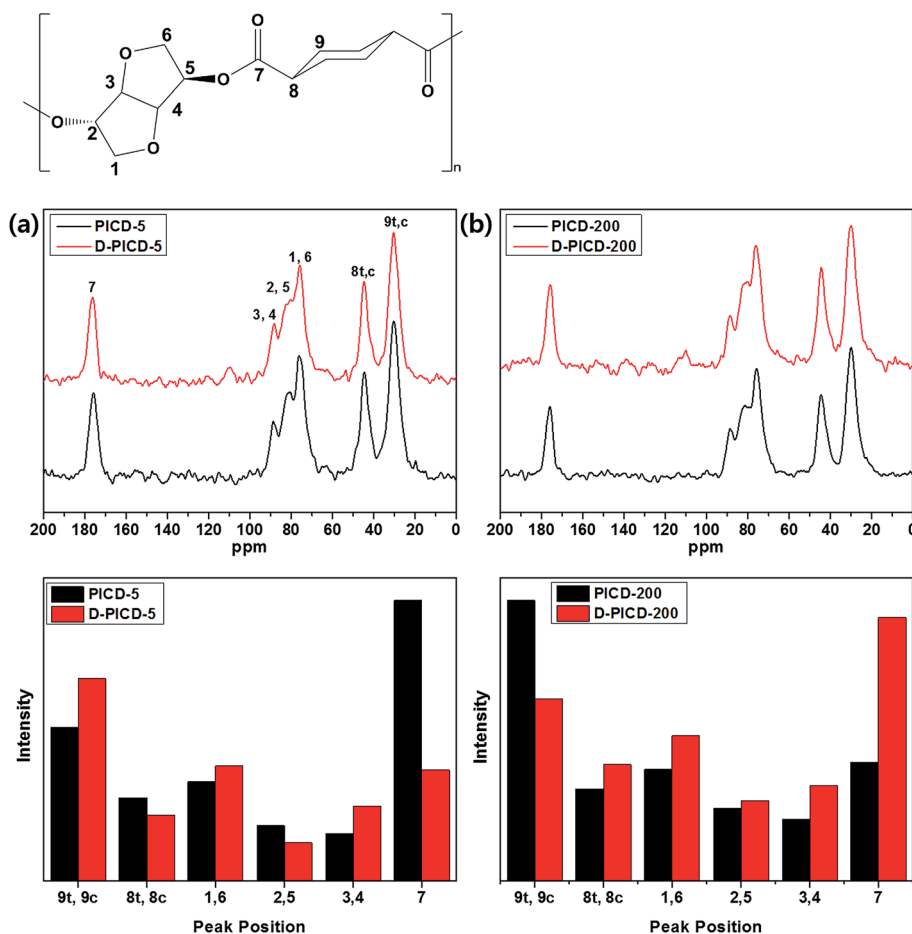 6
O
O
9
3
5
7
O
8
4
O
2
O
O
1
n
(a)
PICD-5
D-PICD-5
7
3, 4
2, 5
1, 6
8t,c
9t,c
200 180 160 140 120 100 80 60 40 20 0
ppm
(b)
PICD-200
D-PICD-200
200 180 160 140 120 100 80 60 40 20 0
ppm
PICD-5
D-PICD-5
Intensity
9t, 9c 8t, 8c 1,6 2,5 3,4 7
Peak Position
PICD-200
D-PICD-200
Intensity
9t, 9c 8t, 8c 1,6 2,5 3,4 7
Peak Position